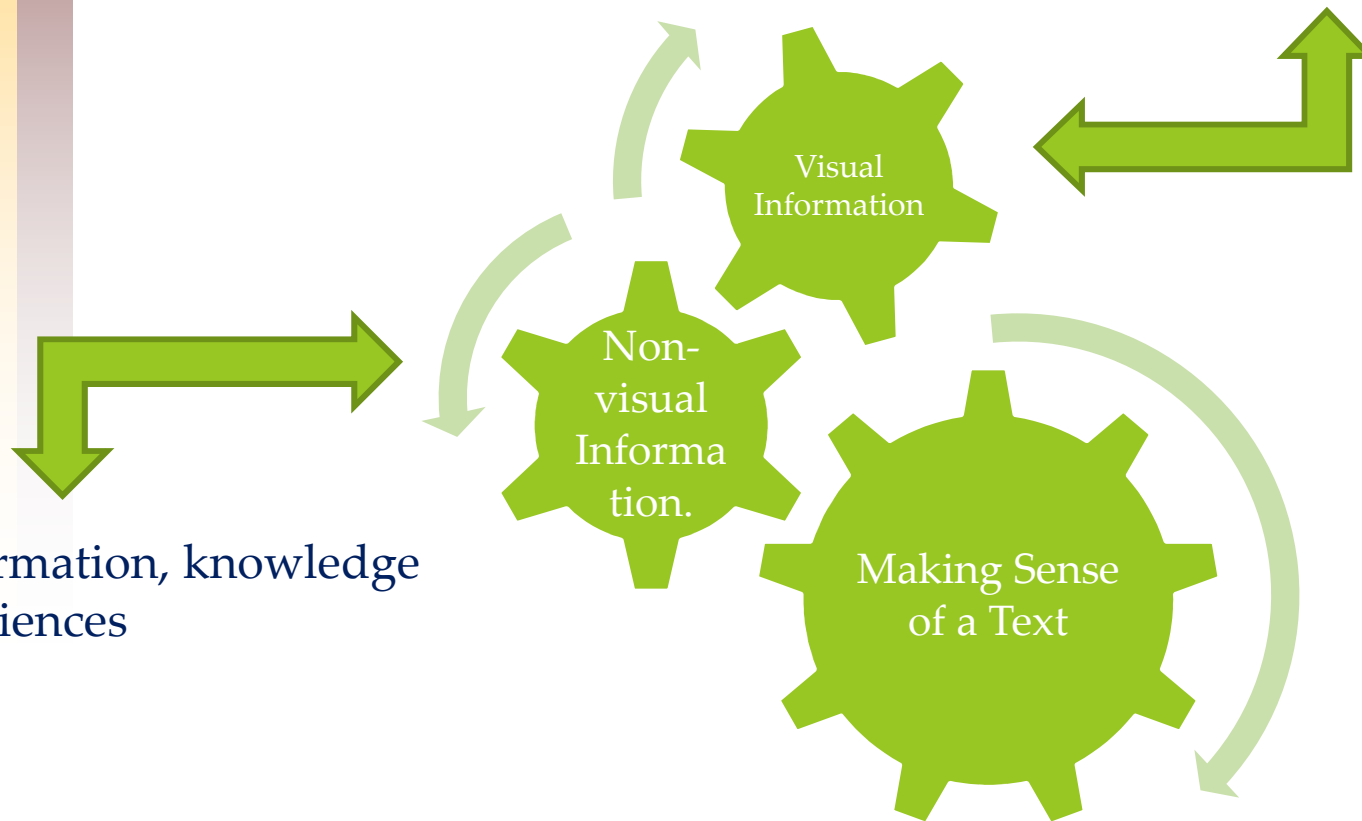 Visual
Information
Non-
visual
Informa
tion.
Making Sense
of a Text
rmation, knowledge
iences